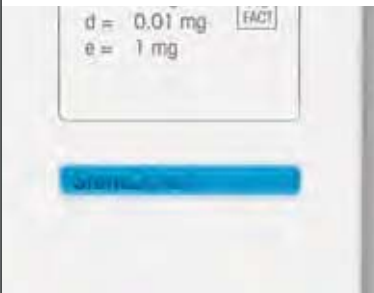 d = 0.01 mg
FACT
e = 1 mg